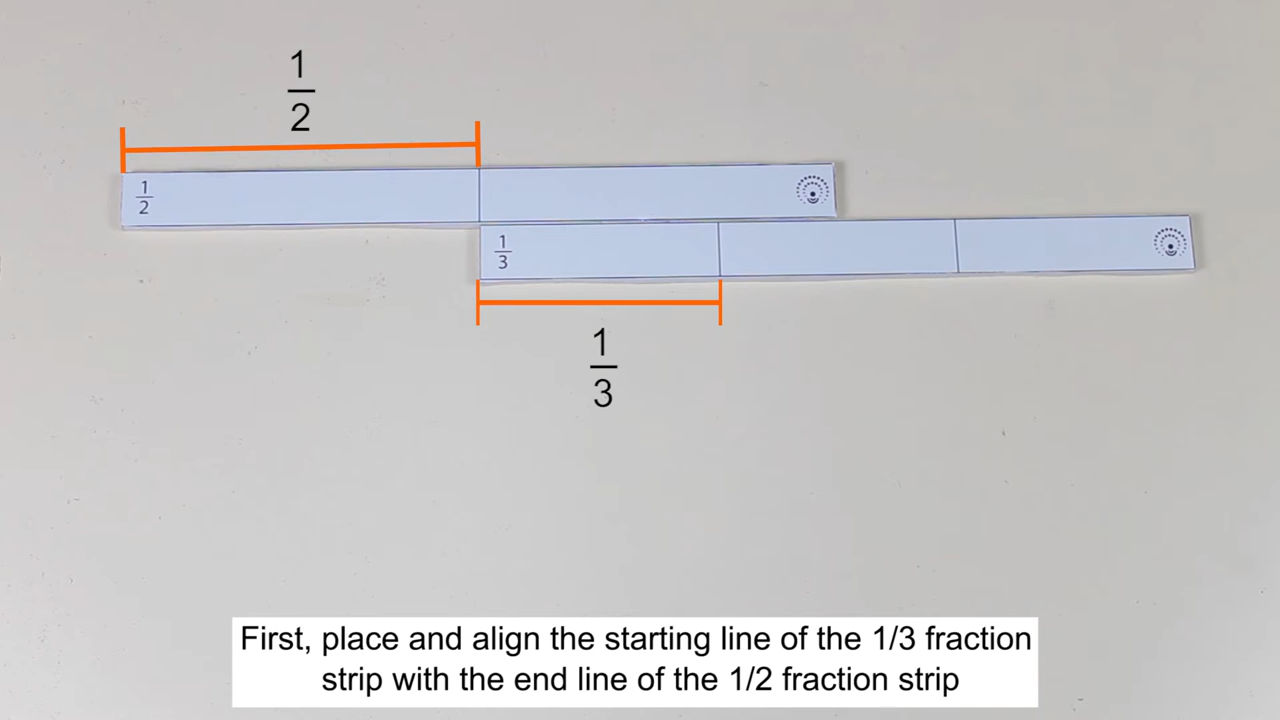 1/2
1/2
1/3
1/3
First, place and align the starting line of the 1/3 fraction
strip with the end line of the 1/2 fraction strip